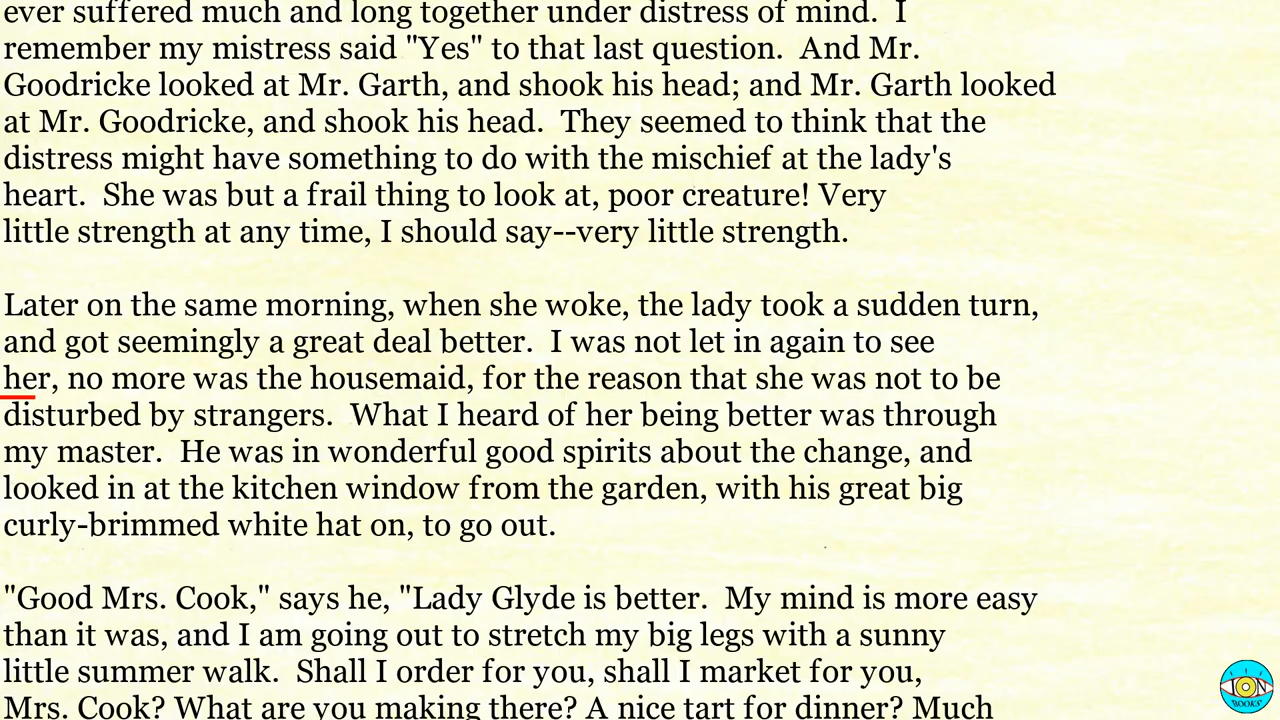 ever suffered much and long together under distress of mind.  I
remember my mistress said "Yes" to that last question.  And Mr.
Goodricke looked at Mr. Garth, and shook his head; and Mr. Garth looked
at Mr. Goodricke, and shook his head.  They seemed to think that the
distress might have something to do with the mischief at the lady's
heart.  She was but a frail thing to look at, poor creature! Very
little strength at any time, I should say--very little strength.

Later on the same morning, when she woke, the lady took a sudden turn,
and got seemingly a great deal better.  I was not let in again to see
her, no more was the housemaid, for the reason that she was not to be
disturbed by strangers.  What I heard of her being better was through
my master.  He was in wonderful good spirits about the change, and
looked in at the kitchen window from the garden, with his great big
curly-brimmed white hat on, to go out.

"Good Mrs. Cook," says he, "Lady Glyde is better.  My mind is more easy
than it was, and I am going out to stretch my big legs with a sunny
little summer walk.  Shall I order for you, shall I market for you,
Mrs. Cook? What are you making there? A nice tart for dinner? Much
ION
BOOKS